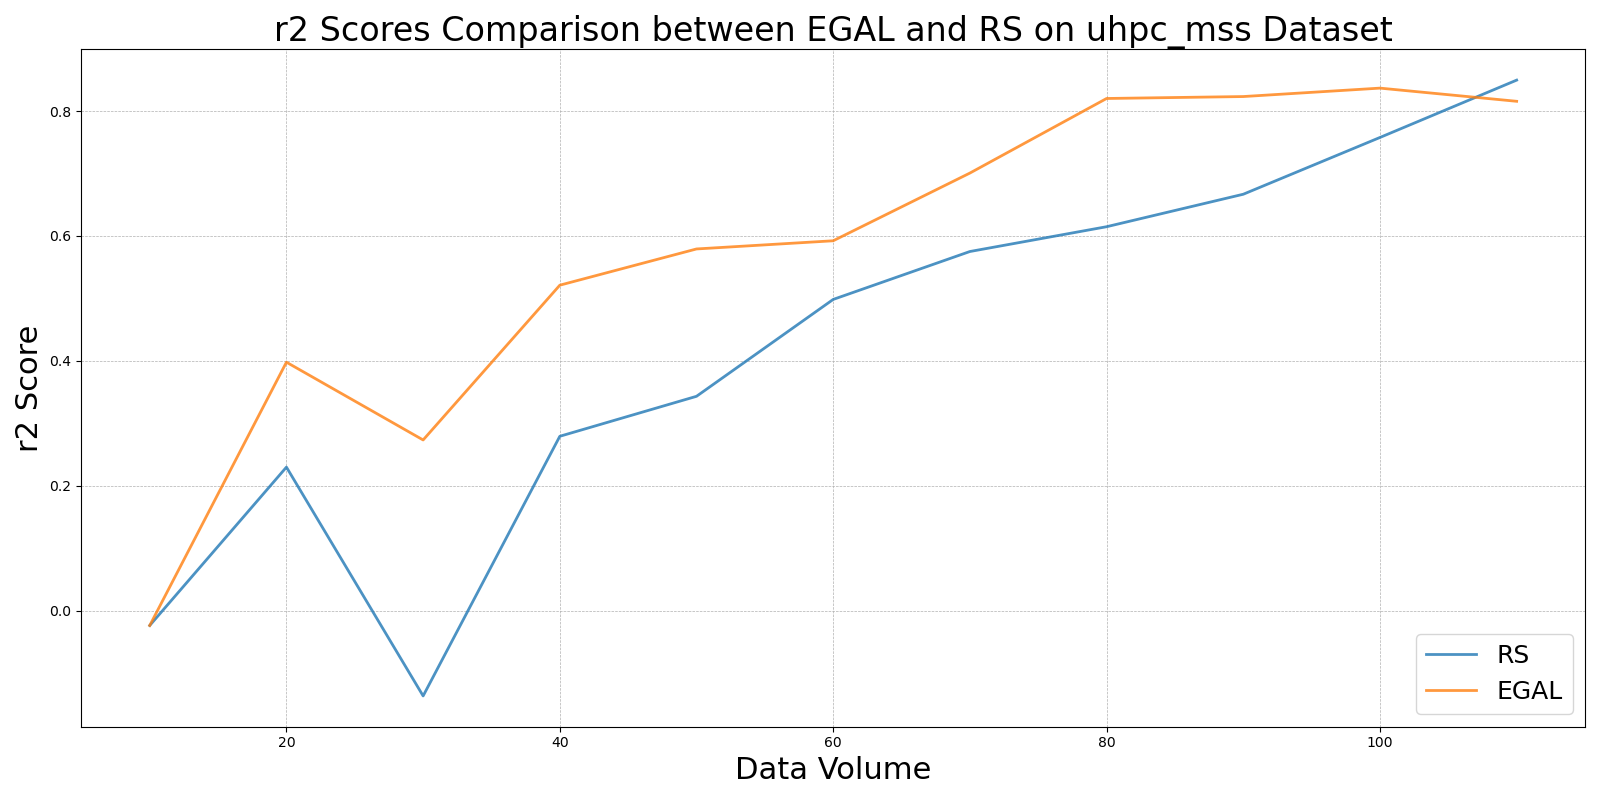 r2 Scores Comparison between EGAL and RS on uhpc_mss Dataset
r2 Score
0.8
0.6
0.4
0.2
0.0
20 40 60 80 100
Data Volume
RS
EGAL